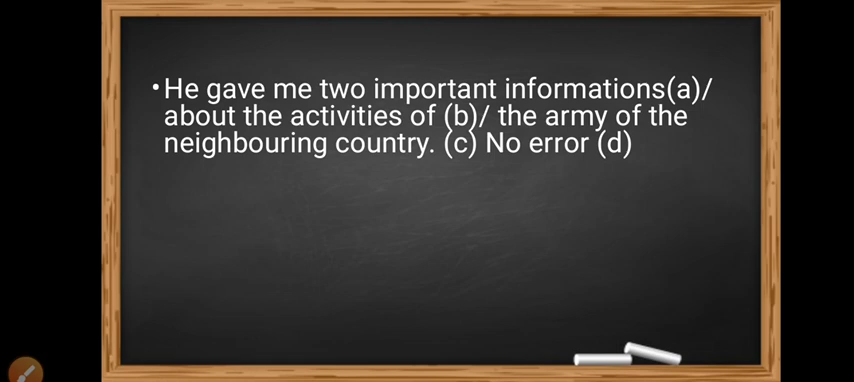 •He gave me two important informations(a)/
about the activities of (b)/ the army of the
neighbouring country. (c) No error (d)